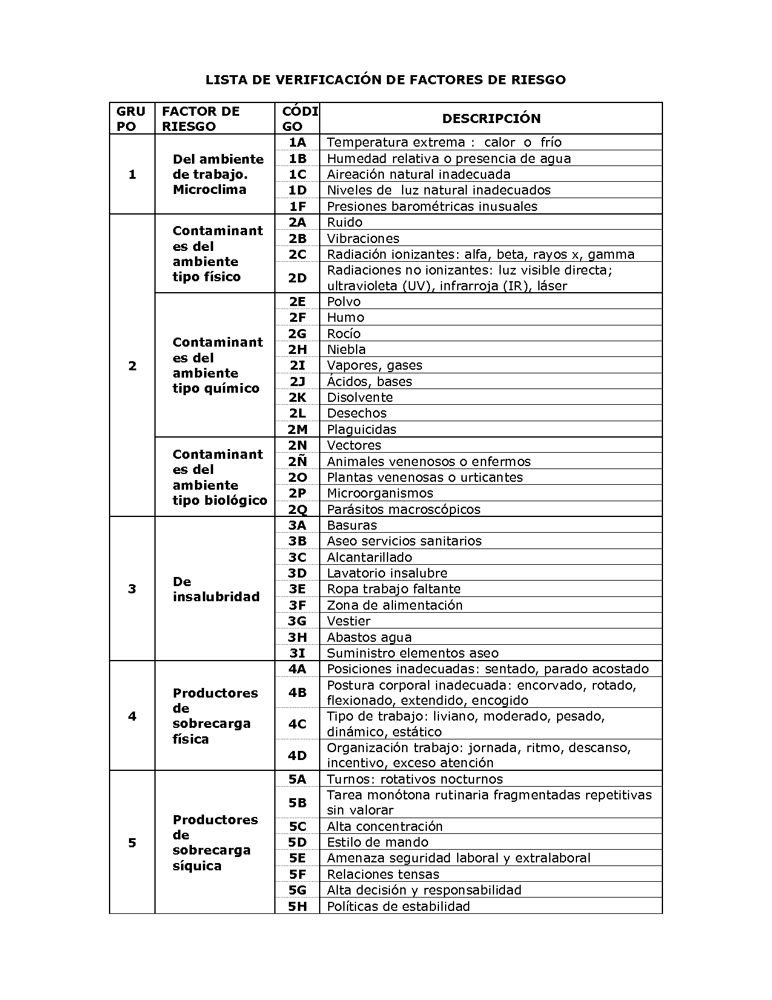 LISTA DE VERIFICACIÓN DE FACTORES DE RIESGO
GRU
PO
FACTOR DE
RIESGO
CÓDI
GO
DESCRIPCIÓN
1
Del ambiente
de trabajo.
Microclima
1A Temperatura extrema : calor o frío
1B Humedad relativa o presencia de agua
1C Aireación natural inadecuada
1D Niveles de luz natural inadecuados
1F Presiones barométricas inusuales
2
Contaminant
es del
ambiente
tipo físico
2A Ruido
2B Vibraciones
2C Radiación ionizantes: alfa, beta, rayos x, gamma
2D Radiaciones no ionizantes: luz visible directa;
ultravioleta (UV), infrarroja (IR), láser
Contaminant
es del
ambiente
tipo químico
2E Polvo
2F Humo
2G Rocío
2H Niebla
2I Vapores, gases
2J Ácidos, bases
2K Disolvente
2L Desechos
2M Plaguicidas
Contaminant
es del
ambiente
tipo biológico
2N Vectores
2Ñ Animales venenosos o enfermos
2O Plantas venenosas o urticantes
2P Microorganismos
2Q Parásitos macroscópicos
3
De
insalubridad
3A Basuras
3B Aseo servicios sanitarios
3C Alcantarillado
3D Lavatorio insalubre
3E Ropa trabajo faltante
3F Zona de alimentación
3G Vestier
3H Abastos agua
3I Suministro elementos aseo
4
Productores
de
sobrecarga
física
4A Posiciones inadecuadas: sentado, parado acostado
4B Postura corporal inadecuada: encorvado, rotado,
flexionado, extendido, encogido
4C Tipo de trabajo: liviano, moderado, pesado,
dinámico, estático
4D Organización trabajo: jornada, ritmo, descanso,
incentivo, exceso atención
5
Productores
de
sobrecarga
síquica
5A Turnos: rotativos nocturnos
5B Tarea monótona rutinaria fragmentadas repetitivas
sin valorar
5C Alta concentración
5D Estilo de mando
5E Amenaza seguridad laboral y extralaboral
5F Relaciones tensas
5G Alta decisión y responsabilidad
5H Políticas de estabilidad